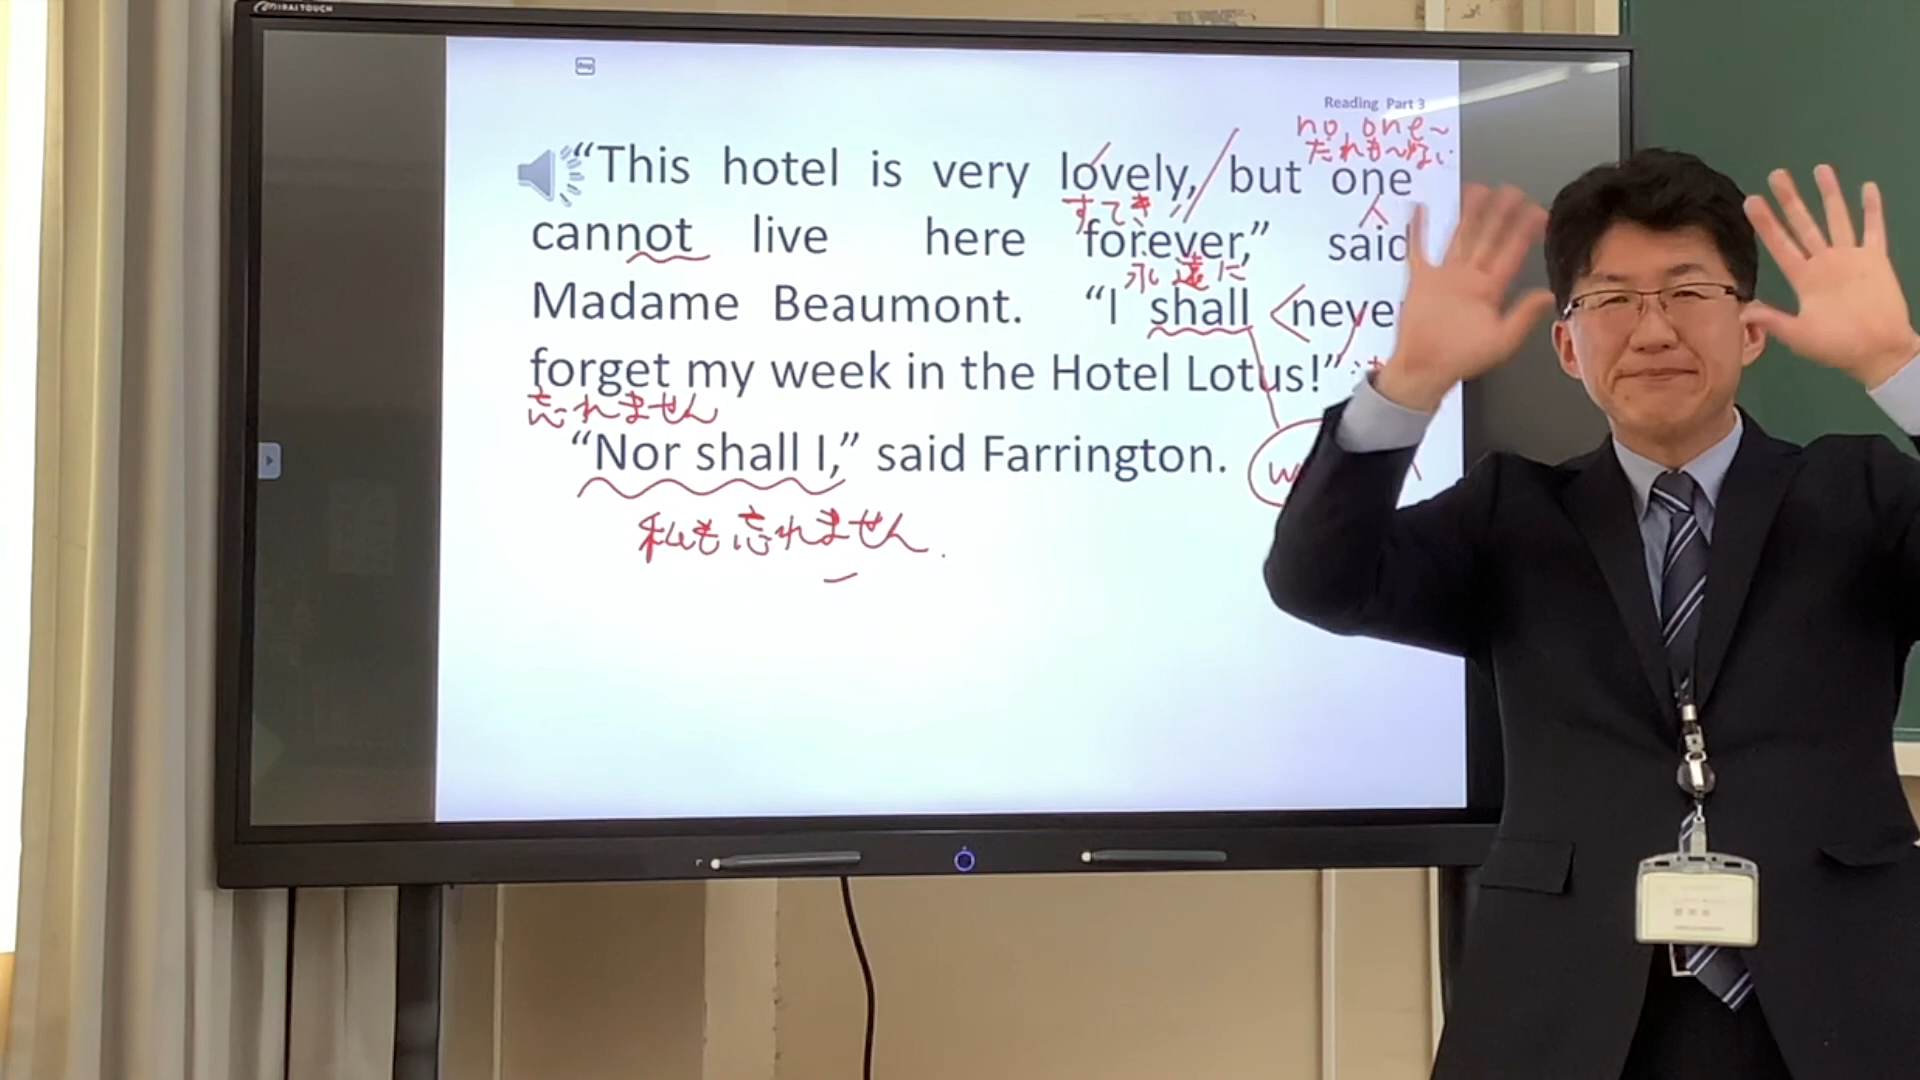 MIRAI TOUCH
Reading Part 3
no one~
だれも~ない
“This hotel is very lovely, but one
すてき
人
cannot live here forever,” said
永遠に
Madame Beaumont. “I shall
forget my week in the Hotel Lotus!”
忘れません
“Nor shall I,” said Farrington.
私も忘れません.